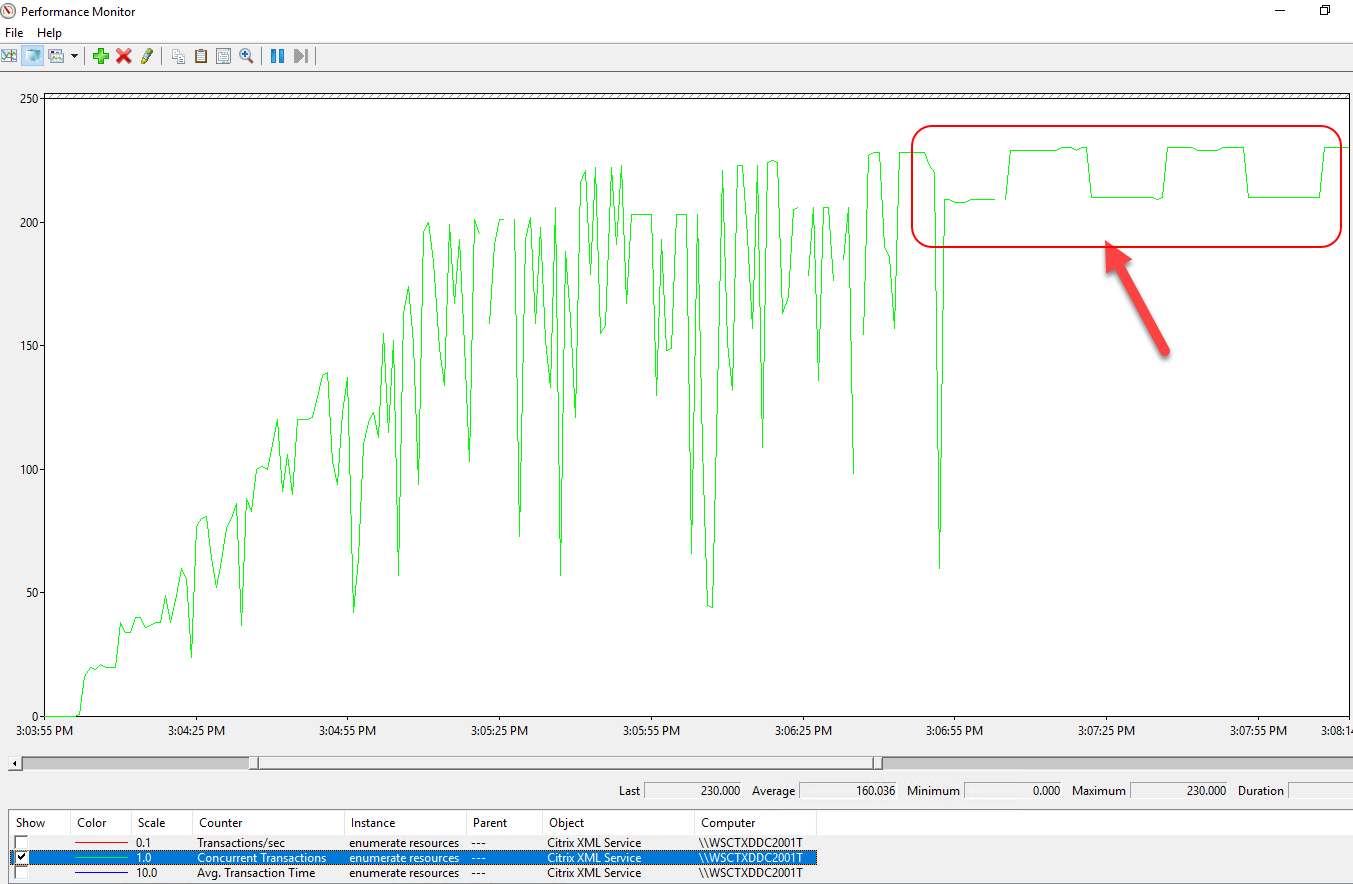 Performance Monitor
File Help
250
200
150
100
50
0
3:03:55 PM 3:04:25 PM 3:04:55 PM 3:05:25 PM 3:05:55 PM 3:06:25 PM 3:06:55 PM 3:07:25 PM 3:07:55 PM 3:08:14
Last 230.000 Average 160.036 Minimum 0.000 Maximum 230.000 Duration
Show Color Scale Counter Instance Parent Object Computer
0.1 Transactions/sec enumerate resources --- Citrix XML Service \\WSCTXDDC2001T
1.0 Concurrent Transactions enumerate resources --- Citrix XML Service \\WSCTXDDC2001T
10.0 Avg. Transaction Time enumerate resources --- Citrix XML Service \\WSCTXDDC2001T